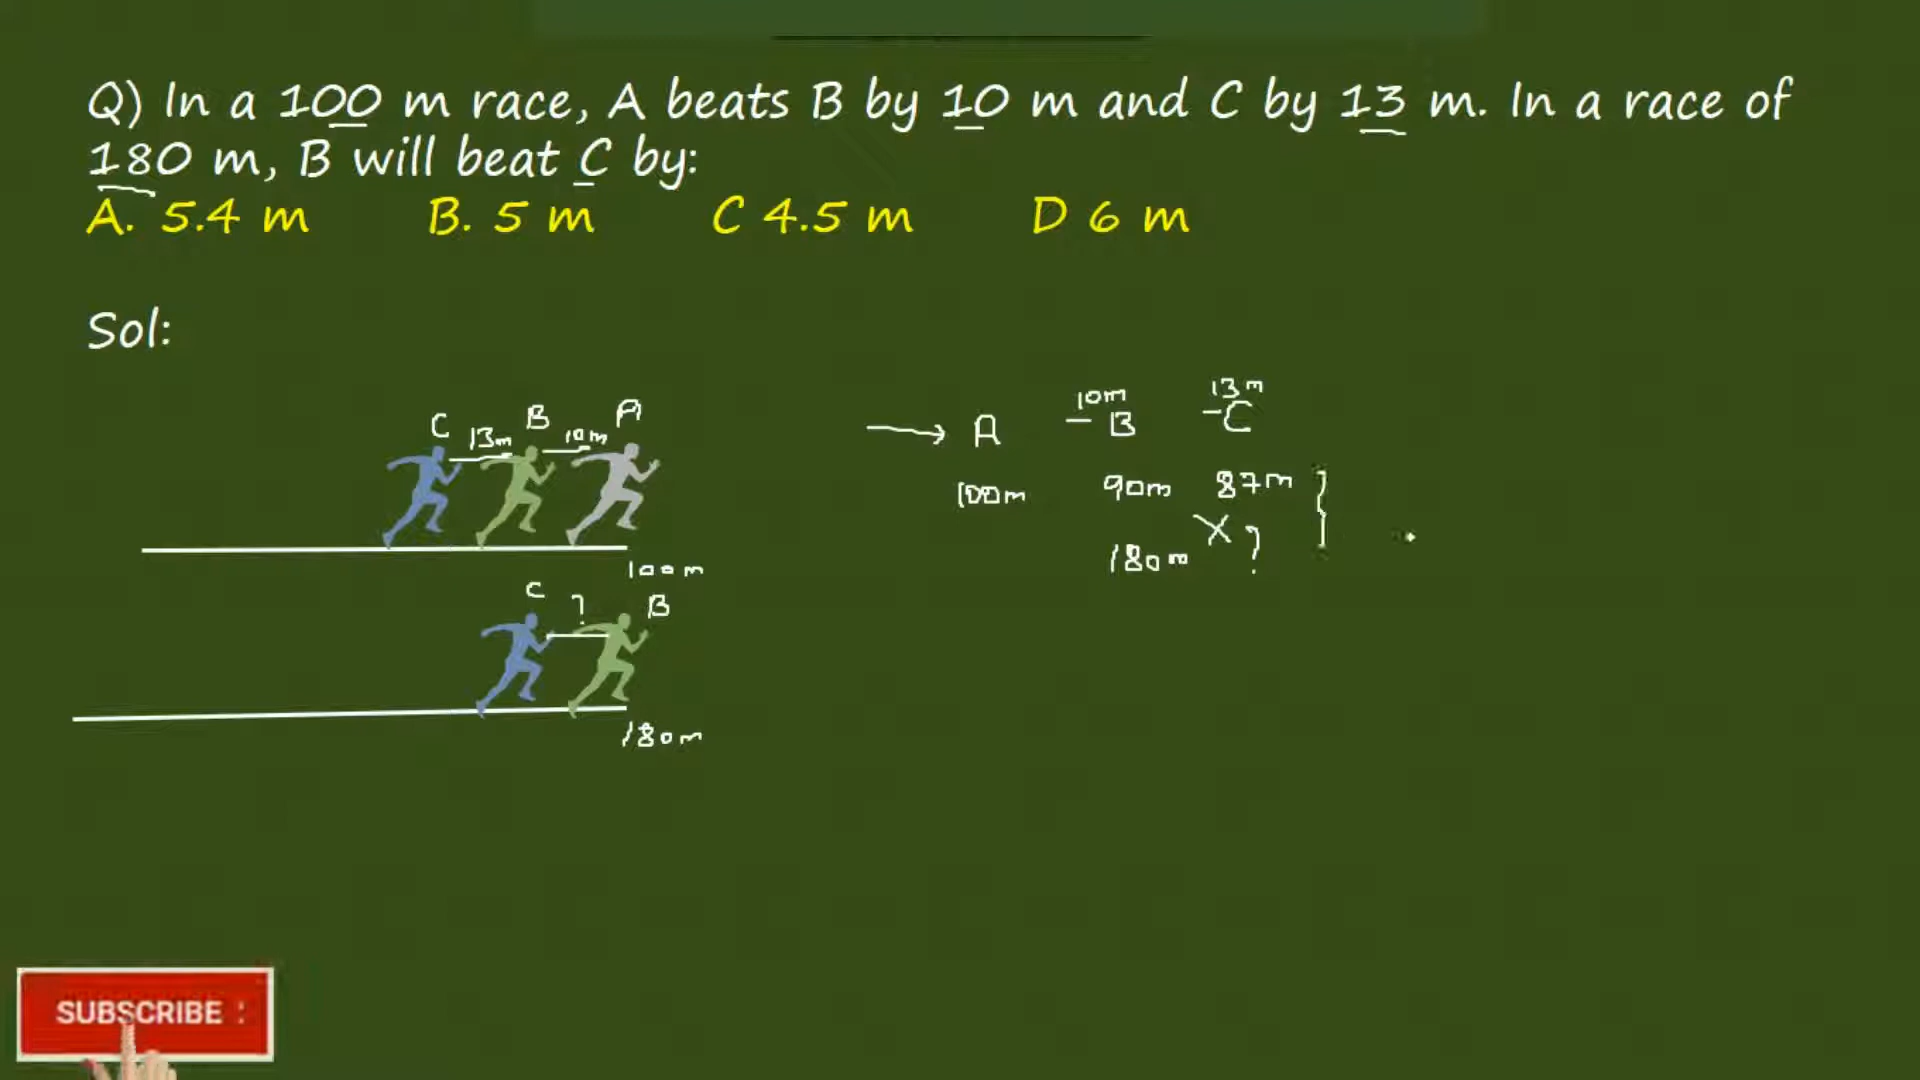 Q) In a 100 m race, A beats B by 10 m and C by 13 m. In a race of
180 m, B will beat C by:
A. 5.4 m B. 5 m C 4.5 m D 6 m
Sol:
C 13m B 10m A
100m
C ? B
180m
10m 13m
→ A – B – C
100m 90m 87m
180m ?
SUBSCRIBE :